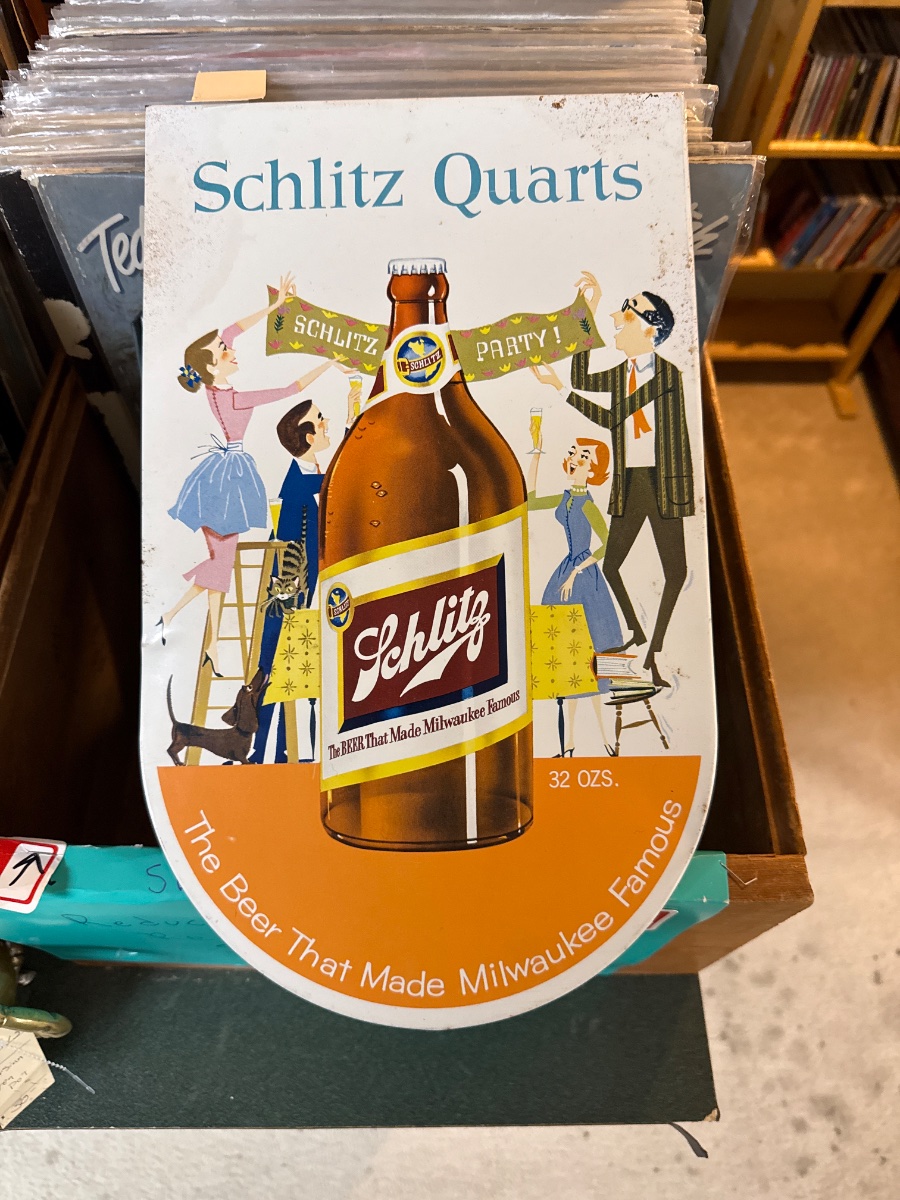 Schlitz Quarts
SCHLITZ PARTY!
SCHLITZ
SCHLITZ
Schlitz
The BEER That Made Milwaukee Famous
32 OZS.
The Beer That Made Milwaukee Famous